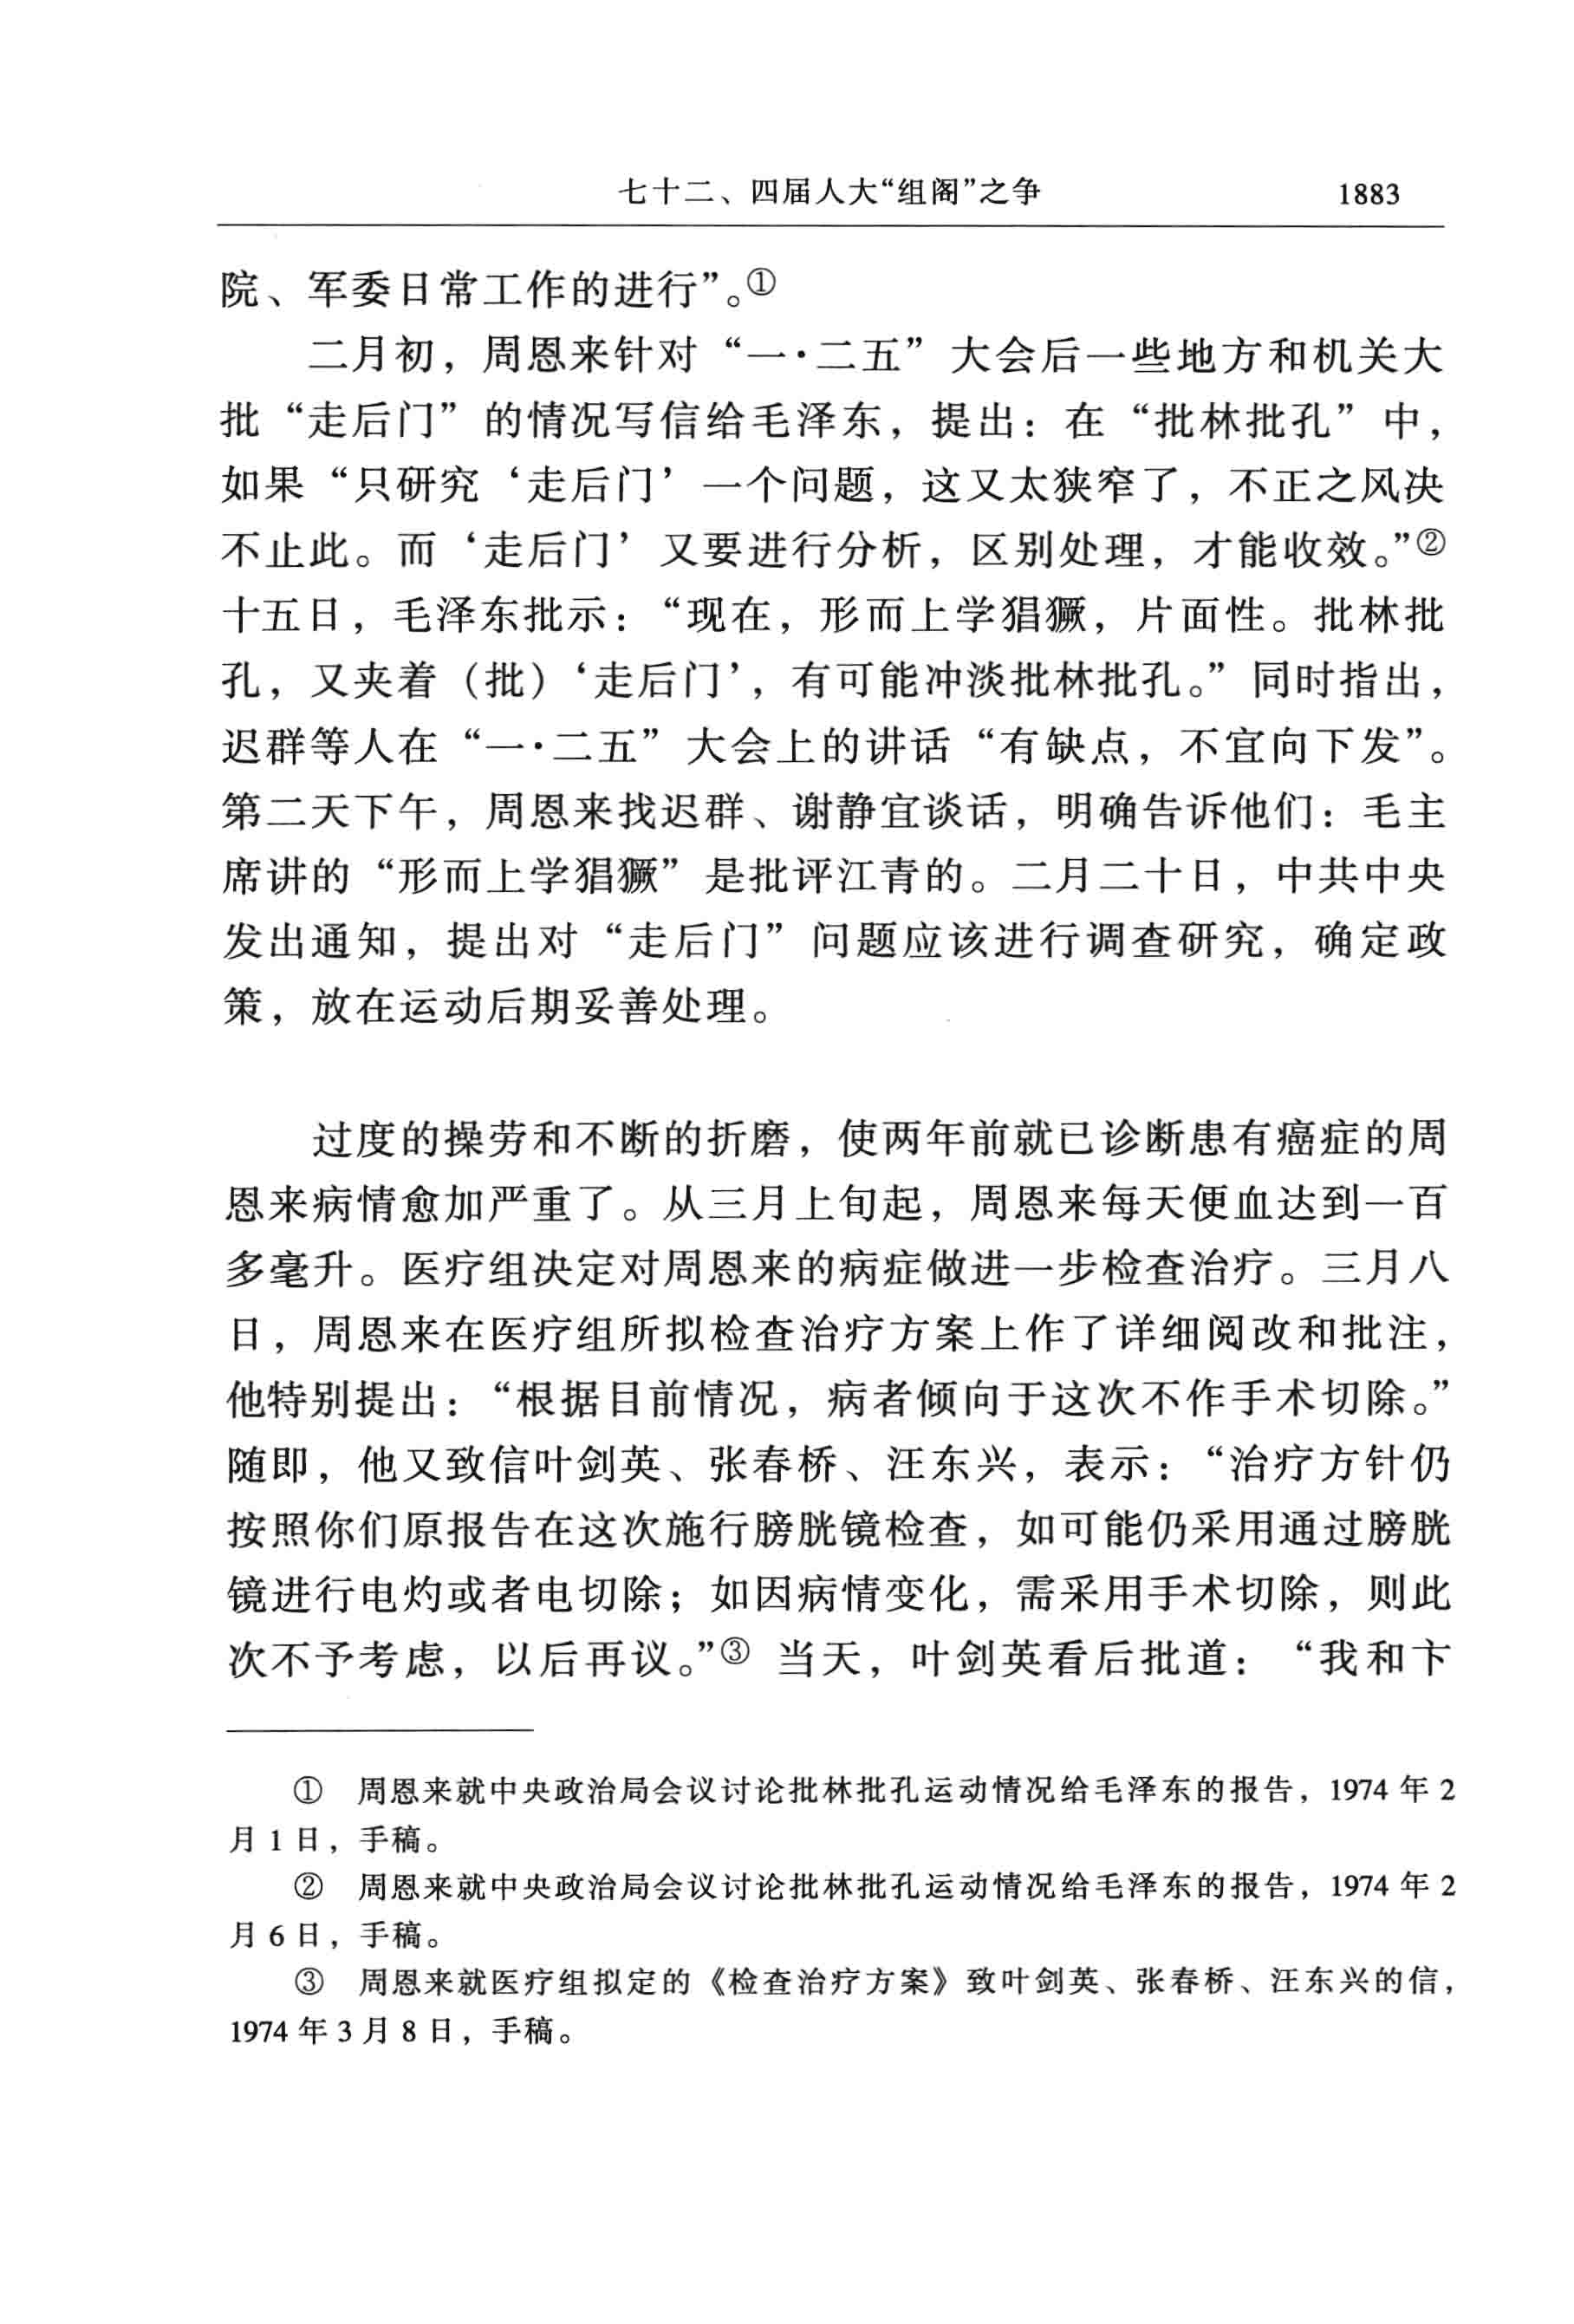 七十二、四届人大“组阁”之争 1883
院、军委日常工作的进行”。①
二月初，周恩来针对“一·二五”大会后一些地方和机关大
批“走后门”的情况写信给毛泽东，提出：在“批林批孔”中，
如果“只研究‘走后门’一个问题，这又太狭窄了，不正之风决
不止此。而‘走后门’又要进行分析，区别处理，才能收效。”②
十五日，毛泽东批示：“现在，形而上学猖獗，片面性。批林批
孔，又夹着（批）‘走后门’，有可能冲淡批林批孔。”同时指出，
迟群等人在“一·二五”大会上的讲话“有缺点，不宜向下发”。
第二天下午，周恩来找迟群、谢静宜谈话，明确告诉他们：毛主
席讲的“形而上学猖獗”是批评江青的。二月二十日，中共中央
发出通知，提出对“走后门”问题应该进行调查研究，确定政
策，放在运动后期妥善处理。
过度的操劳和不断的折磨，使两年前就已诊断患有癌症的周
恩来病情愈加严重了。从三月上旬起，周恩来每天便血达到一百
多毫升。医疗组决定对周恩来的病症做进一步检查治疗。三月八
日，周恩来在医疗组所拟检查治疗方案上作了详细阅改和批注，
他特别提出：“根据目前情况，病者倾向于这次不作手术切除。”
随即，他又致信叶剑英、张春桥、汪东兴，表示：“治疗方针仍
按照你们原报告在这次施行膀胱镜检查，如可能仍采用通过膀胱
镜进行电灼或者电切除；如因病情变化，需采用手术切除，则此
次不予考虑，以后再议。”③ 当天，叶剑英看后批道：“我和卞
① 周恩来就中央政治局会议讨论批林批孔运动情况给毛泽东的报告，1974 年 2
月 1 日，手稿。
② 周恩来就中央政治局会议讨论批林批孔运动情况给毛泽东的报告，1974 年 2
月 6 日，手稿。
③ 周恩来就医疗组拟定的《检查治疗方案》致叶剑英、张春桥、汪东兴的信，
1974 年 3 月 8 日，手稿。